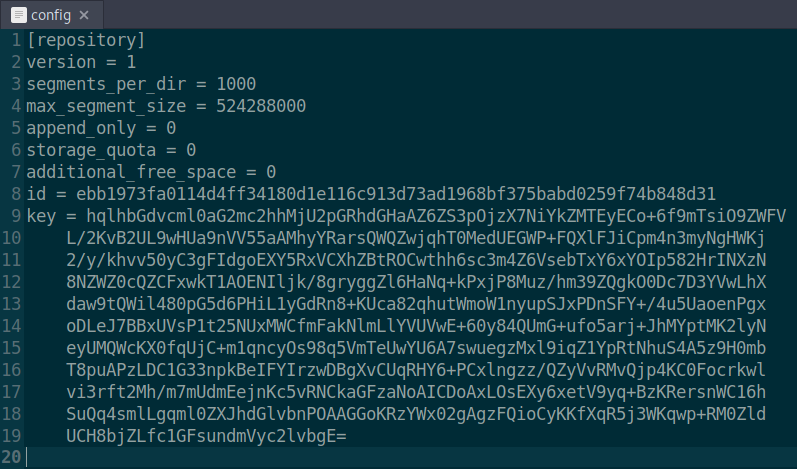 config
1 [repository]
2 version = 1
3 segments_per_dir = 1000
4 max_segment_size = 524288000
5 append_only = 0
6 storage_quota = 0
7 additional_free_space = 0
8 id = ebb1973fa0114d4ff34180d1e116c913d73ad1968bf375babd0259f74b848d31
9 key = hqlhbGdvcml0aG2mc2hhMjU2pGRhdGHaAZ6ZS3pOjzX7NiYkZMTEyECo+6f9mTsiO9ZWFV
10 L/2KvB2UL9wHUa9nVV55aAMhyYRarsQWQZwjqhT0MedUEGWP+FQXlFJiCpm4n3myNgHWKj
11 2/y/khvv50yC3gFIdgoEXY5RxVCXhZBtROCwthh6sc3m4Z6VsebTxY6xYOIp582HrINXzN
12 8NZWZ0cQZCFxwkT1AOENIljk/8gryggZl6HaNq+kPxjP8Muz/hm39ZQgkO0Dc7D3YVwLhX
13 daw9tQWil480pG5d6PHiL1yGdRn8+KUca82qhutWmoW1nyupSJxPDnSFY+/4u5UaoenPgx
14 oDLeJ7BBxUVsP1t25NUxMWCfmFakNlmLlYVUVwE+60y84QUmG+ufo5arj+JhMYptMK2lyN
15 eyUMQWcKX0fqUjC+m1qncyOs98q5VmTeUwYU6A7swuegzMxl9iqZ1YpRtNhuS4A5z9H0mb
16 T8puAPzLDC1G33npkBeIFYIrzwDBgXvCUqRHY6+PCxlngzz/QZyVvRMvQjp4KC0Focrkwl
17 vi3rft2Mh/m7mUdmEejnKc5vRNCkaGFzaNoAICDoAxLOsEXy6xetV9yq+BzKRersnWC16h
18 SuQq4smlLgqml0ZXJhdGlvbnPOAAGGoKRzYWx02gAgzFQioCyKKfXqR5j3WKqwp+RM0Zld
19 UCH8bjZLfc1GFsundmVyc2lvbgE=
20